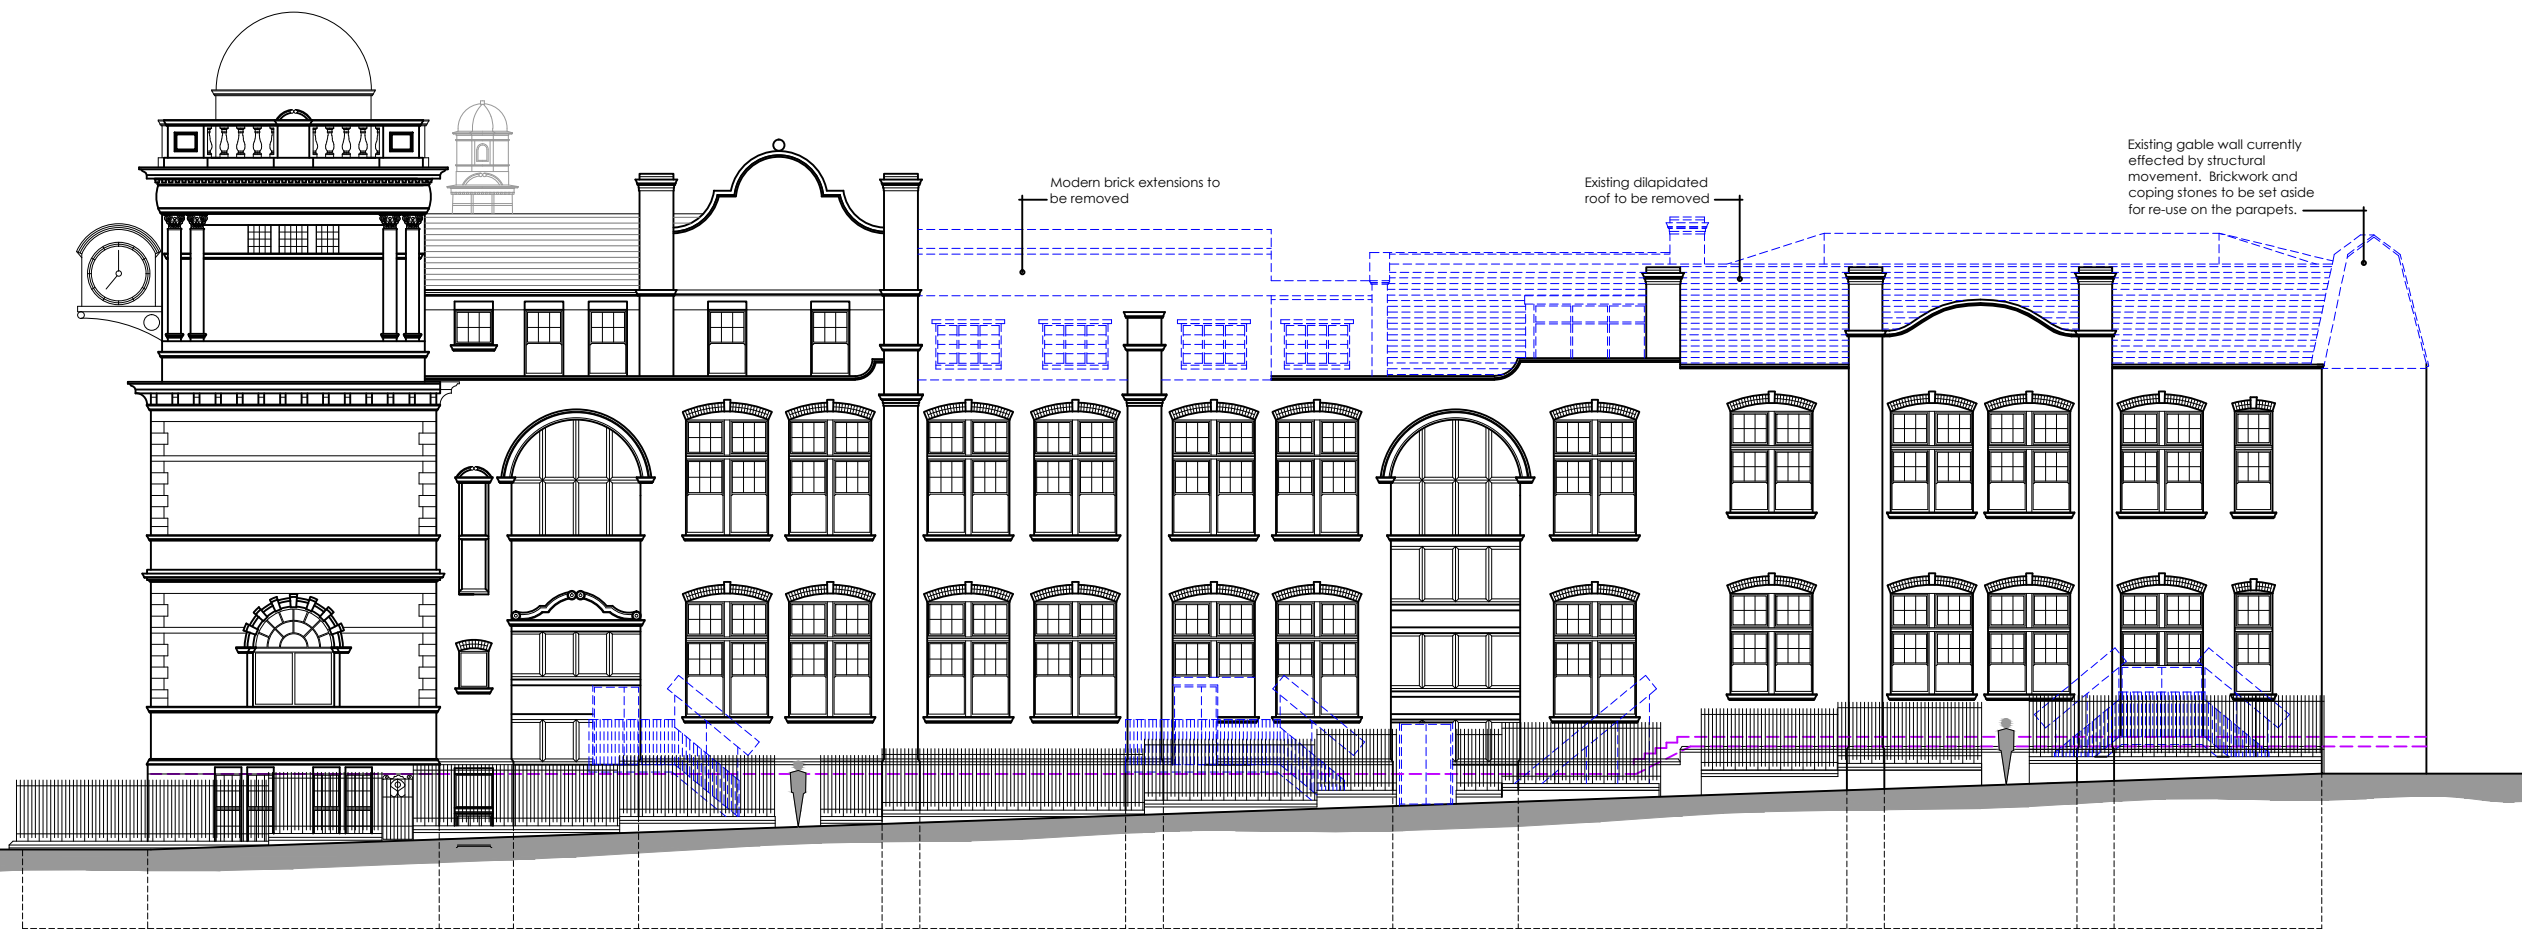 Modern brick extensions to
be removed
Existing dilapidated
roof to be removed
Existing gable wall currently
effected by structural
movement. Brickwork and
coping stones to be set aside
for re-use on the parapets.